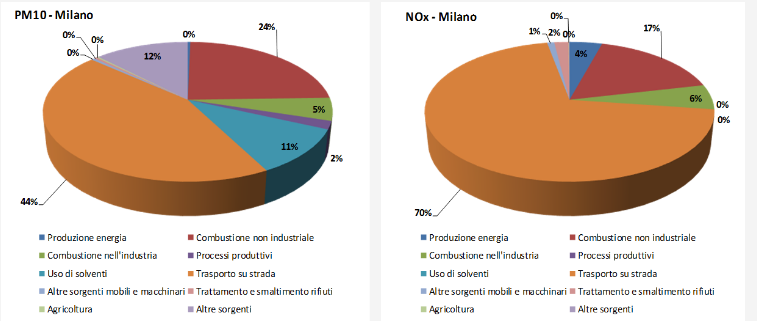 PM10 - Milano
0%
24%
0%
0%
0%
12%
5%
2%
11%
44%
Produzione energia
Combustione non industriale
Combustione nell'industria
Processi produttivi
Uso di solventi
Trasporto su strada
Altre sorgenti mobili e macchinari
Trattamento e smaltimento rifiuti
Agricoltura
Altre sorgenti
NOx - Milano
0%
1%
2%
0%
4%
17%
6%
0%
0%
70%
Produzione energia
Combustione non industriale
Combustione nell'industria
Processi produttivi
Uso di solventi
Trasporto su strada
Altre sorgenti mobili e macchinari
Trattamento e smaltimento rifiuti
Agricoltura
Altre sorgenti